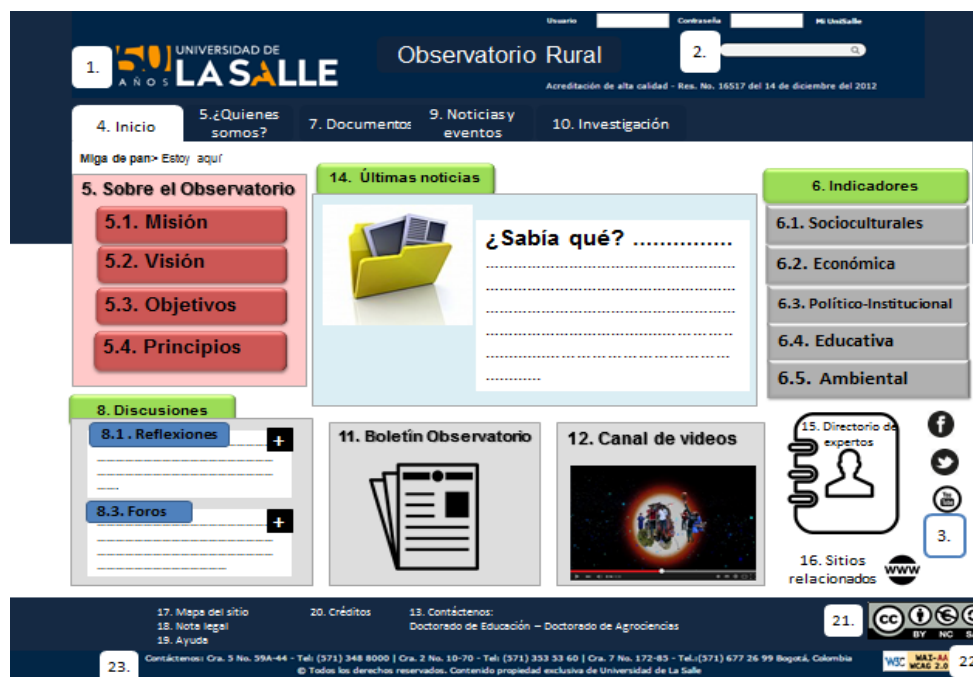 Usuario Contraseña Mi UniSalle
1. 50 AÑOS UNIVERSIDAD DE LA SALLE
Observatorio Rural
2.
Acreditación de alta calidad - Res. No. 16517 del 14 de diciembre del 2012
4. Inicio
5.¿Quienes
somos?
7. Documentos
9. Noticias y
eventos
10. Investigación
Miga de pan> Estoy aquí
5. Sobre el Observatorio
5.1. Misión
5.2. Visión
5.3. Objetivos
5.4. Principios
14. Últimas noticias
¿Sabía qué? ...............
6. Indicadores
6.1. Socioculturales
6.2. Económica
6.3. Político-Institucional
6.4. Educativa
6.5. Ambiental
8. Discusiones
8.1. Reflexiones
+
8.3. Foros
+
11. Boletín Observatorio
12. Canal de videos
15. Directorio de
expertos
You Tube
3.
16. Sitios
relacionados
www
17. Mapa del sitio
18. Nota legal
19. Ayuda
20. Créditos
13. Contáctenos:
Doctorado de Educación – Doctorado de Agrociencias
21.
cc BY NC SA
23.
Contáctenos: Cra. 5 No. 59A-44 - Tel: (571) 348 8000 | Cra. 2 No. 10-70 - Tel: (571) 353 53 60 | Cra. 7 No. 172-85 - Tel.:(571) 677 26 99 Bogotá, Colombia
© Todos los derechos reservados. Contenido propiedad exclusiva de Universidad de La Salle
W3C WAI-AA WCAG 2.0
22